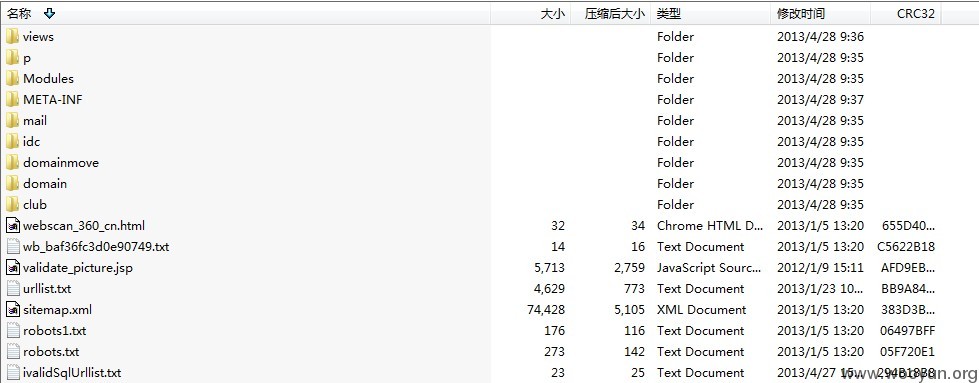 名称 大小 压缩后大小 类型 修改时间 CRC32
views Folder 2013/4/28 9:36
p Folder 2013/4/28 9:35
Modules Folder 2013/4/28 9:35
META-INF Folder 2013/4/28 9:37
mail Folder 2013/4/28 9:35
idc Folder 2013/4/28 9:35
domainmove Folder 2013/4/28 9:35
domain Folder 2013/4/28 9:35
club Folder 2013/4/28 9:35
webscan_360_cn.html 32 34 Chrome HTML D... 2013/1/5 13:20 655D40...
wb_baf36fc3d0e90749.txt 14 16 Text Document 2013/1/5 13:20 C5622B18
validate_picture.jsp 5,713 2,759 JavaScript Sourc... 2012/1/9 15:11 AFD9EB...
urllist.txt 4,629 773 Text Document 2013/1/23 10... BB9A84...
sitemap.xml 74,428 5,105 XML Document 2013/1/5 13:20 383D3B...
robots1.txt 176 116 Text Document 2013/1/5 13:20 06497BFF
robots.txt 273 142 Text Document 2013/1/5 13:20 05F720E1
ivalidSqlUrllist.txt 23 25 Text Document 2013/4/27 15... 294B18B8
www.wooyun.org